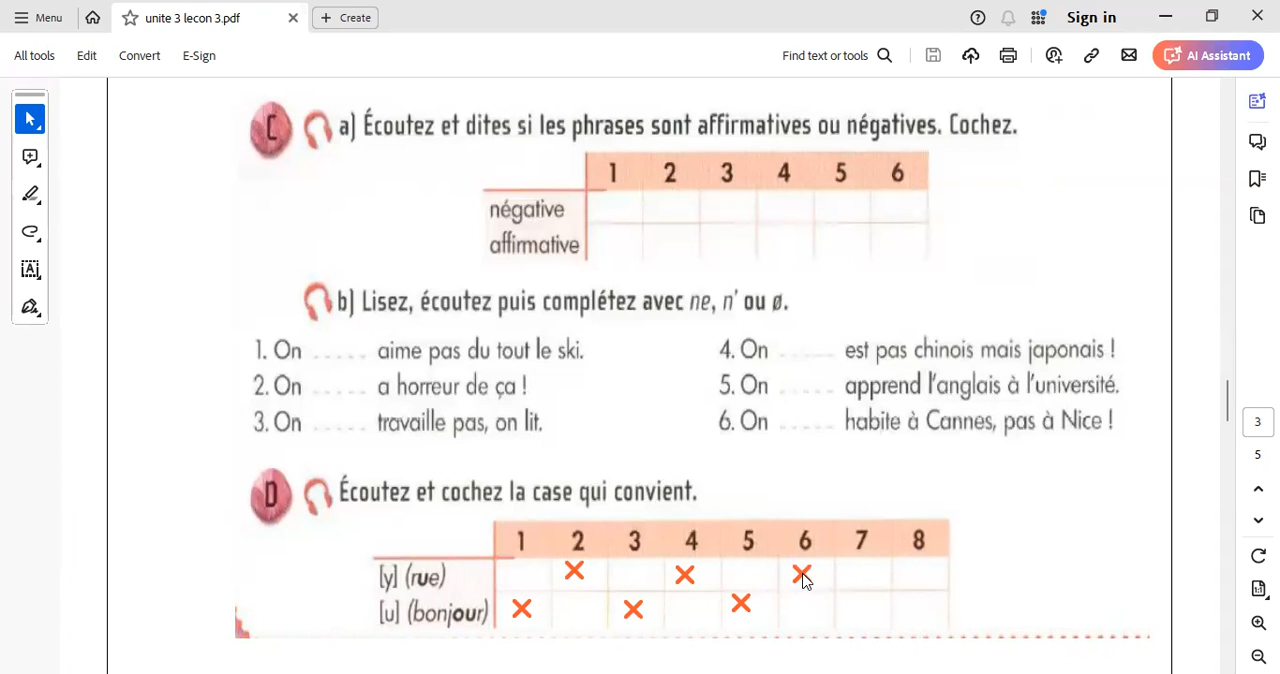 Menu
unite 3 lecon 3.pdf
Create
Sign in
All tools
Edit
Convert
E-Sign
Find text or tools
AI Assistant
C a) Écoutez et dites si les phrases sont affirmatives ou négatives. Cochez.
1 2 3 4 5 6
négative
affirmative
b) Lisez, écoutez puis complétez avec ne, n' ou ø.
1. On ..... aime pas du tout le ski.
2. On ..... a horreur de ça !
3. On ..... travaille pas, on lit.
4. On ..... est pas chinois mais japonais !
5. On ..... apprend l'anglais à l'université.
6. On ..... habite à Cannes, pas à Nice !
D Écoutez et cochez la case qui convient.
1 2 3 4 5 6 7 8
[y] (rue)
[u] (bonjour)
3
5